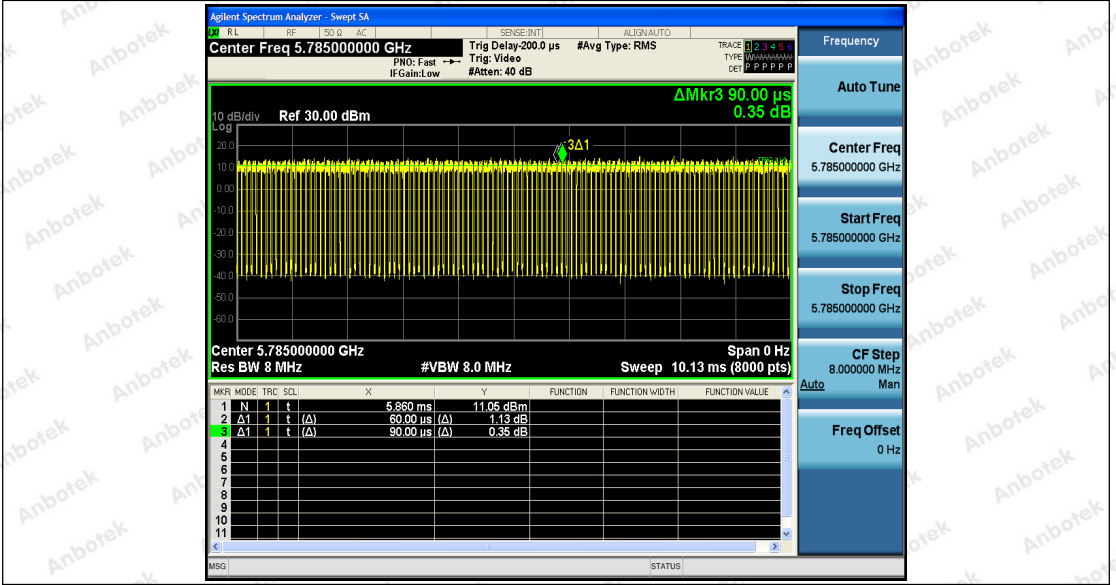 Agilent Spectrum Analyzer - Swept SA
LXI RL RF 50 Ω AC SENSE:INT ALIGNAUTO
Center Freq 5.785000000 GHz
PNO: Fast
IFGain:Low
Trig Delay-200.0 µs
Trig: Video
#Atten: 40 dB
#Avg Type: RMS
TRACE 1 2 3 4 5 6
TYPE W
DET P P P P P P
ΔMkr3 90.00 µs
0.35 dB
10 dB/div Ref 30.00 dBm
Log
20.0
10.0
0.00
-10.0
-20.0
-30.0
-40.0
-50.0
-60.0
3Δ1
Center 5.785000000 GHz Span 0 Hz
Res BW 8 MHz #VBW 8.0 MHz Sweep 10.13 ms (8000 pts)
MKR MODE TRC SCL X Y FUNCTION FUNCTION WIDTH FUNCTION VALUE
1 N 1 t 5.860 ms 11.05 dBm
2 Δ1 1 t (Δ) 60.00 µs (Δ) 1.13 dB
3 Δ1 1 t (Δ) 90.00 µs (Δ) 0.35 dB
4
5
6
7
8
9
10
11
MSG STATUS
Frequency
Auto Tune
Center Freq
5.785000000 GHz
Start Freq
5.785000000 GHz
Stop Freq
5.785000000 GHz
CF Step
8.000000 MHz
Auto Man
Freq Offset
0 Hz
Anbotek